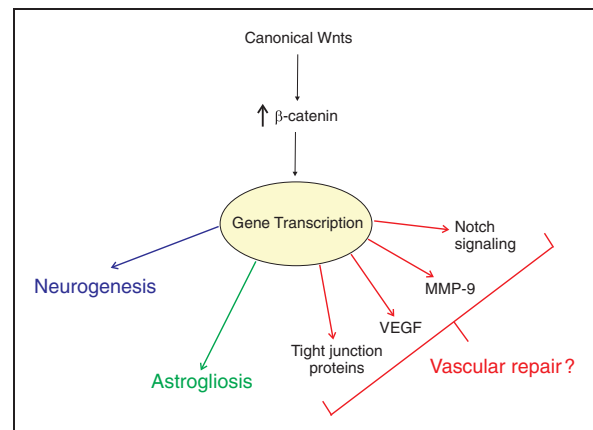 Canonical Wnts
↑ β-catenin
Gene Transcription
Notch
signaling
MMP-9
VEGF
Tight junction
proteins
Neurogenesis
Astrogliosis
Vascular repair?